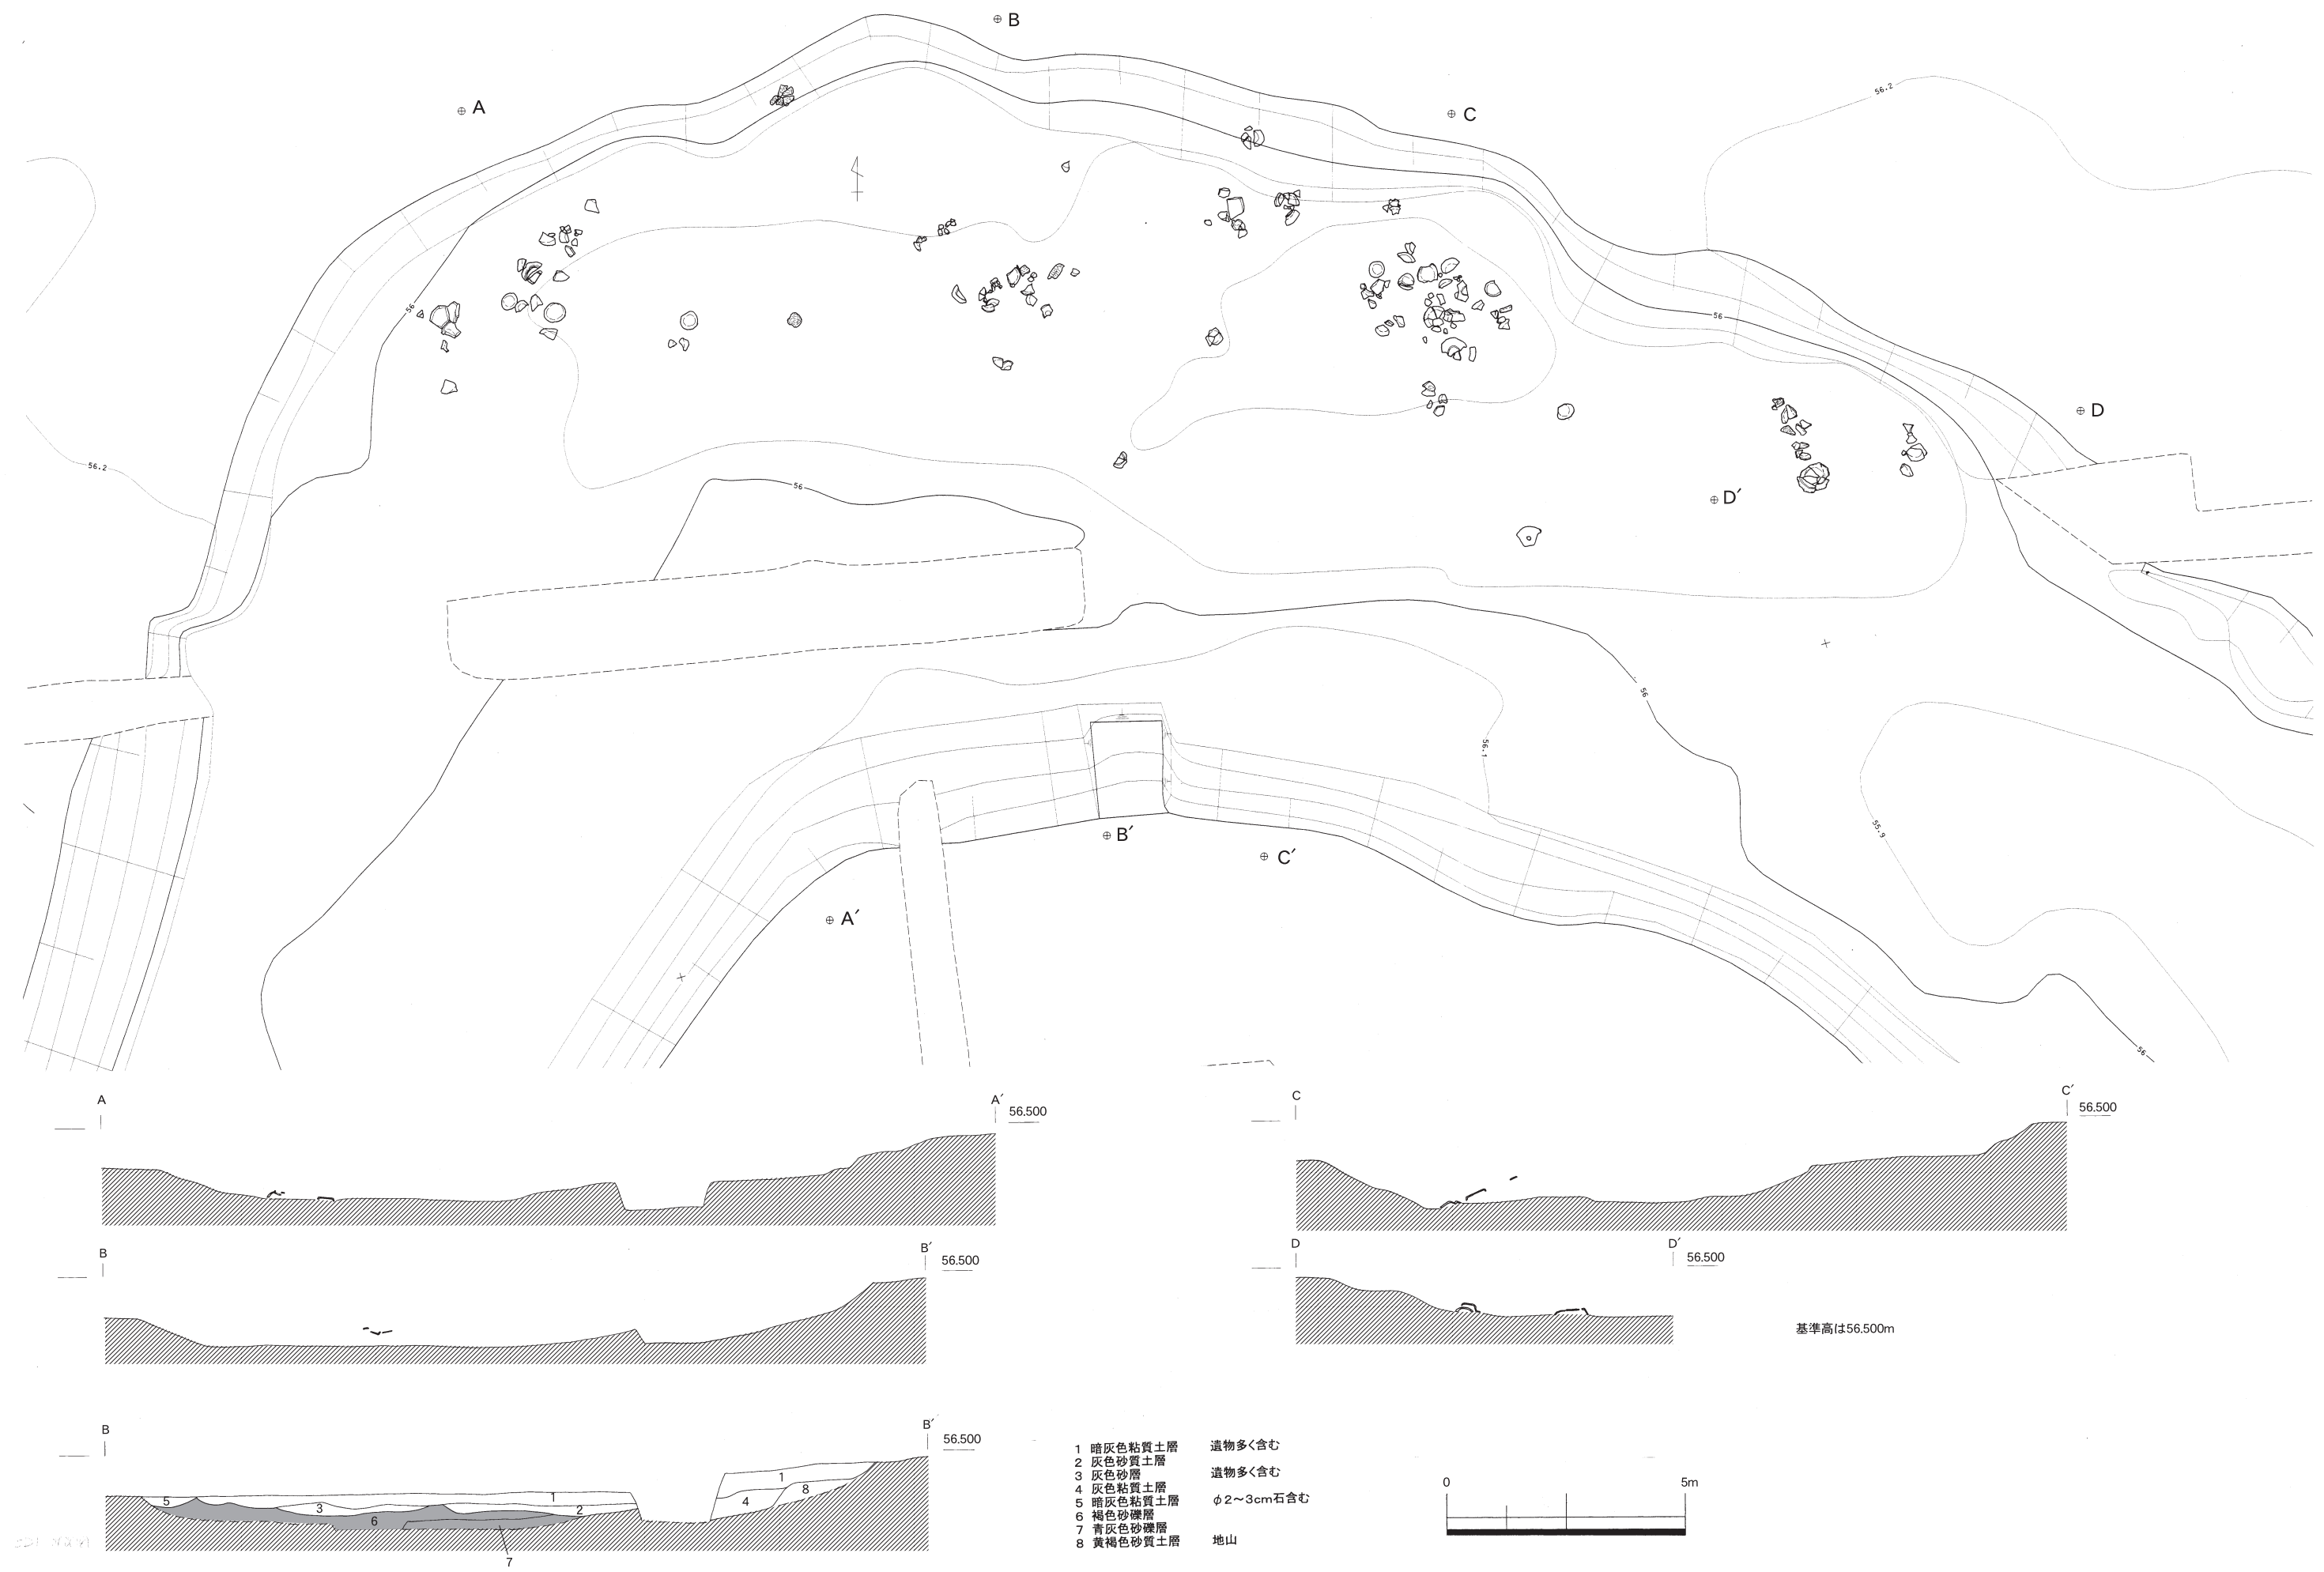 B
A
C
56.2
56
56
D
56.2
56
D′
56
56.1
55.9
B′
C′
A′
56
A
A′
56.500
C
C′
56.500
B
B′
56.500
D
D′
56.500
基準高は56.500m
B
B′
56.500
1
5
3
1
2
6
4
8
7
1 暗灰色粘質土層 遺物多く含む
2 灰色砂質土層
3 灰色砂層 遺物多く含む
4 灰色粘質土層
5 暗灰色粘質土層 φ2～3cm石含む
6 褐色砂礫層
7 青灰色砂礫層
8 黄褐色砂質土層 地山
0 5m